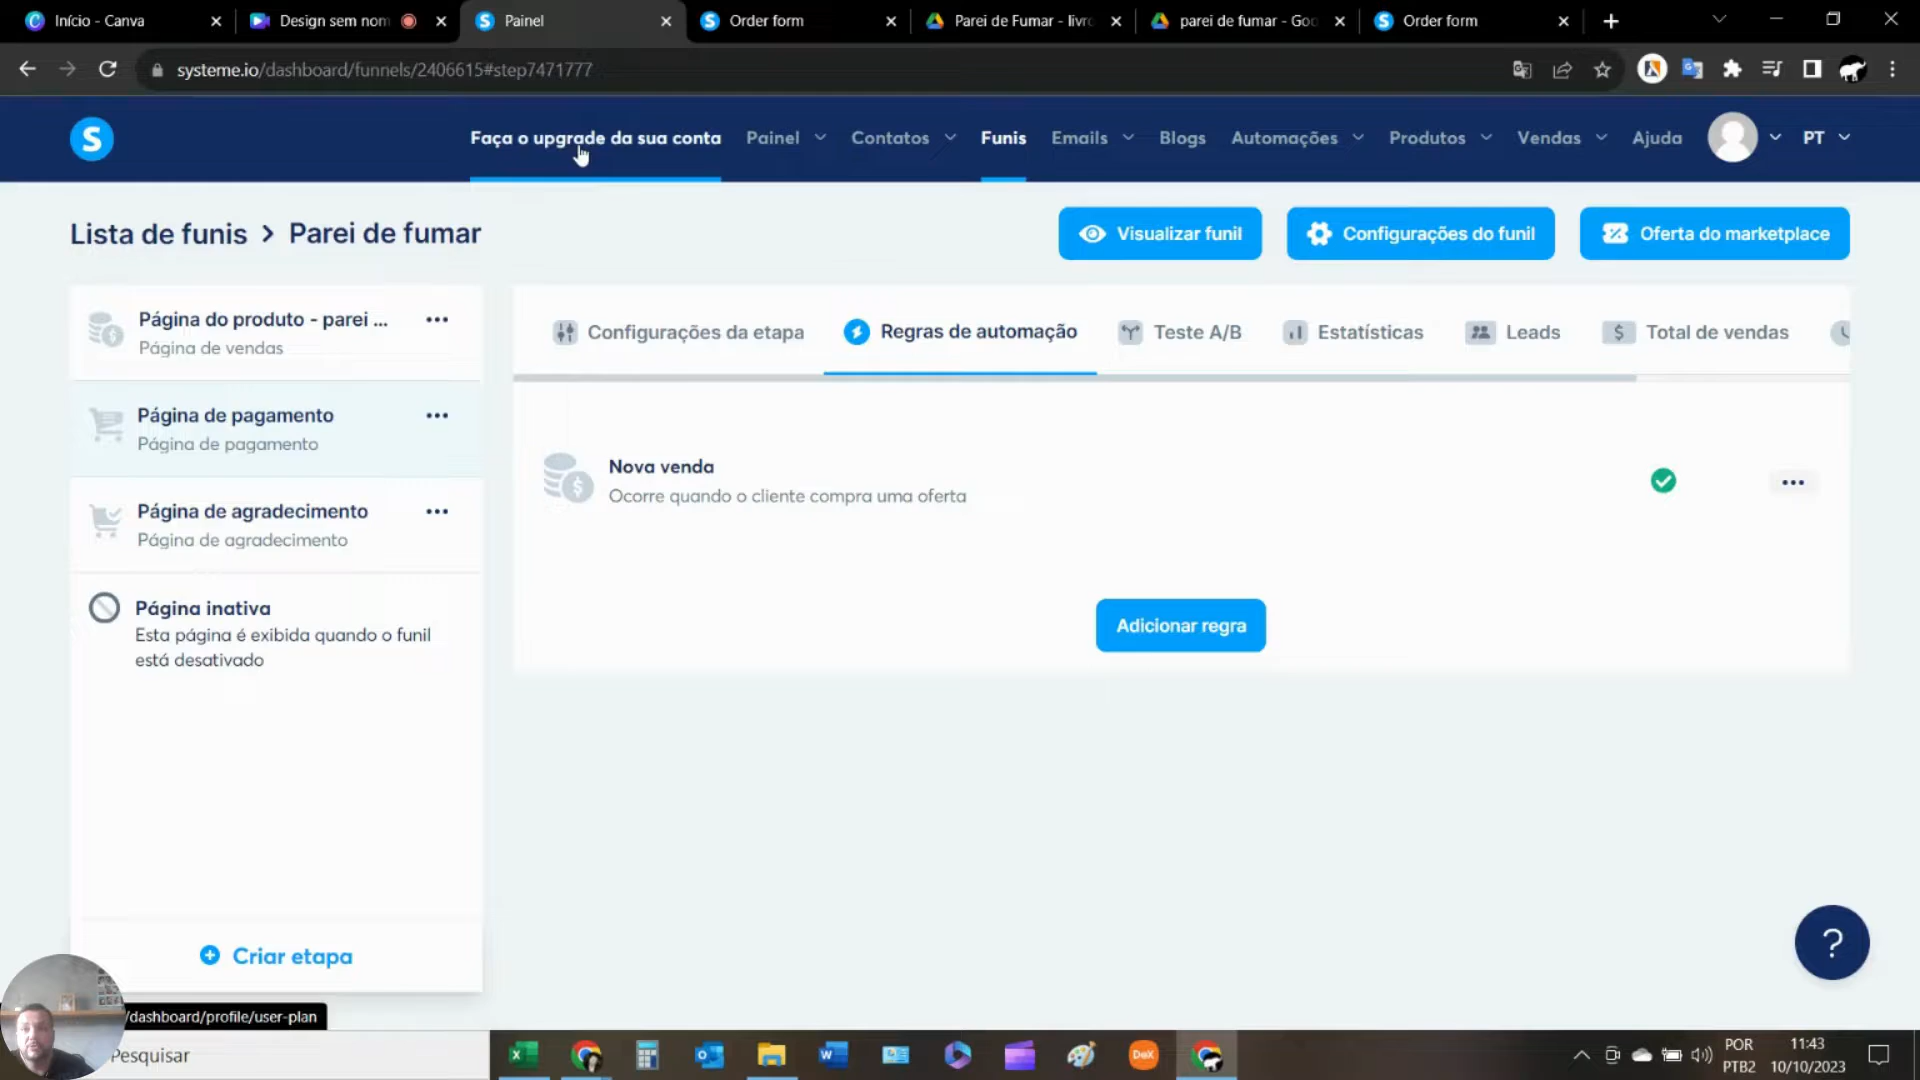 Início - Canva
Design sem nom
Painel
Order form
Parei de Fumar - livr
parei de fumar - Goo
Order form
systeme.io/dashboard/funnels/2406615#step7471777
S
Faça o upgrade da sua conta
Painel
Contatos
Funis
Emails
Blogs
Automações
Produtos
Vendas
Ajuda
PT
Lista de funis > Parei de fumar
Visualizar funil
Configurações do funil
Oferta do marketplace
Página do produto - parei ...
Página de vendas
Página de pagamento
Página de pagamento
Página de agradecimento
Página de agradecimento
Página inativa
Esta página é exibida quando o funil
está desativado
Criar etapa
Configurações da etapa
Regras de automação
Teste A/B
Estatísticas
Leads
Total de vendas
Nova venda
Ocorre quando o cliente compra uma oferta
Adicionar regra
?
/dashboard/profile/user-plan
Pesquisar
DeX
POR
PTB2
11:43
10/10/2023